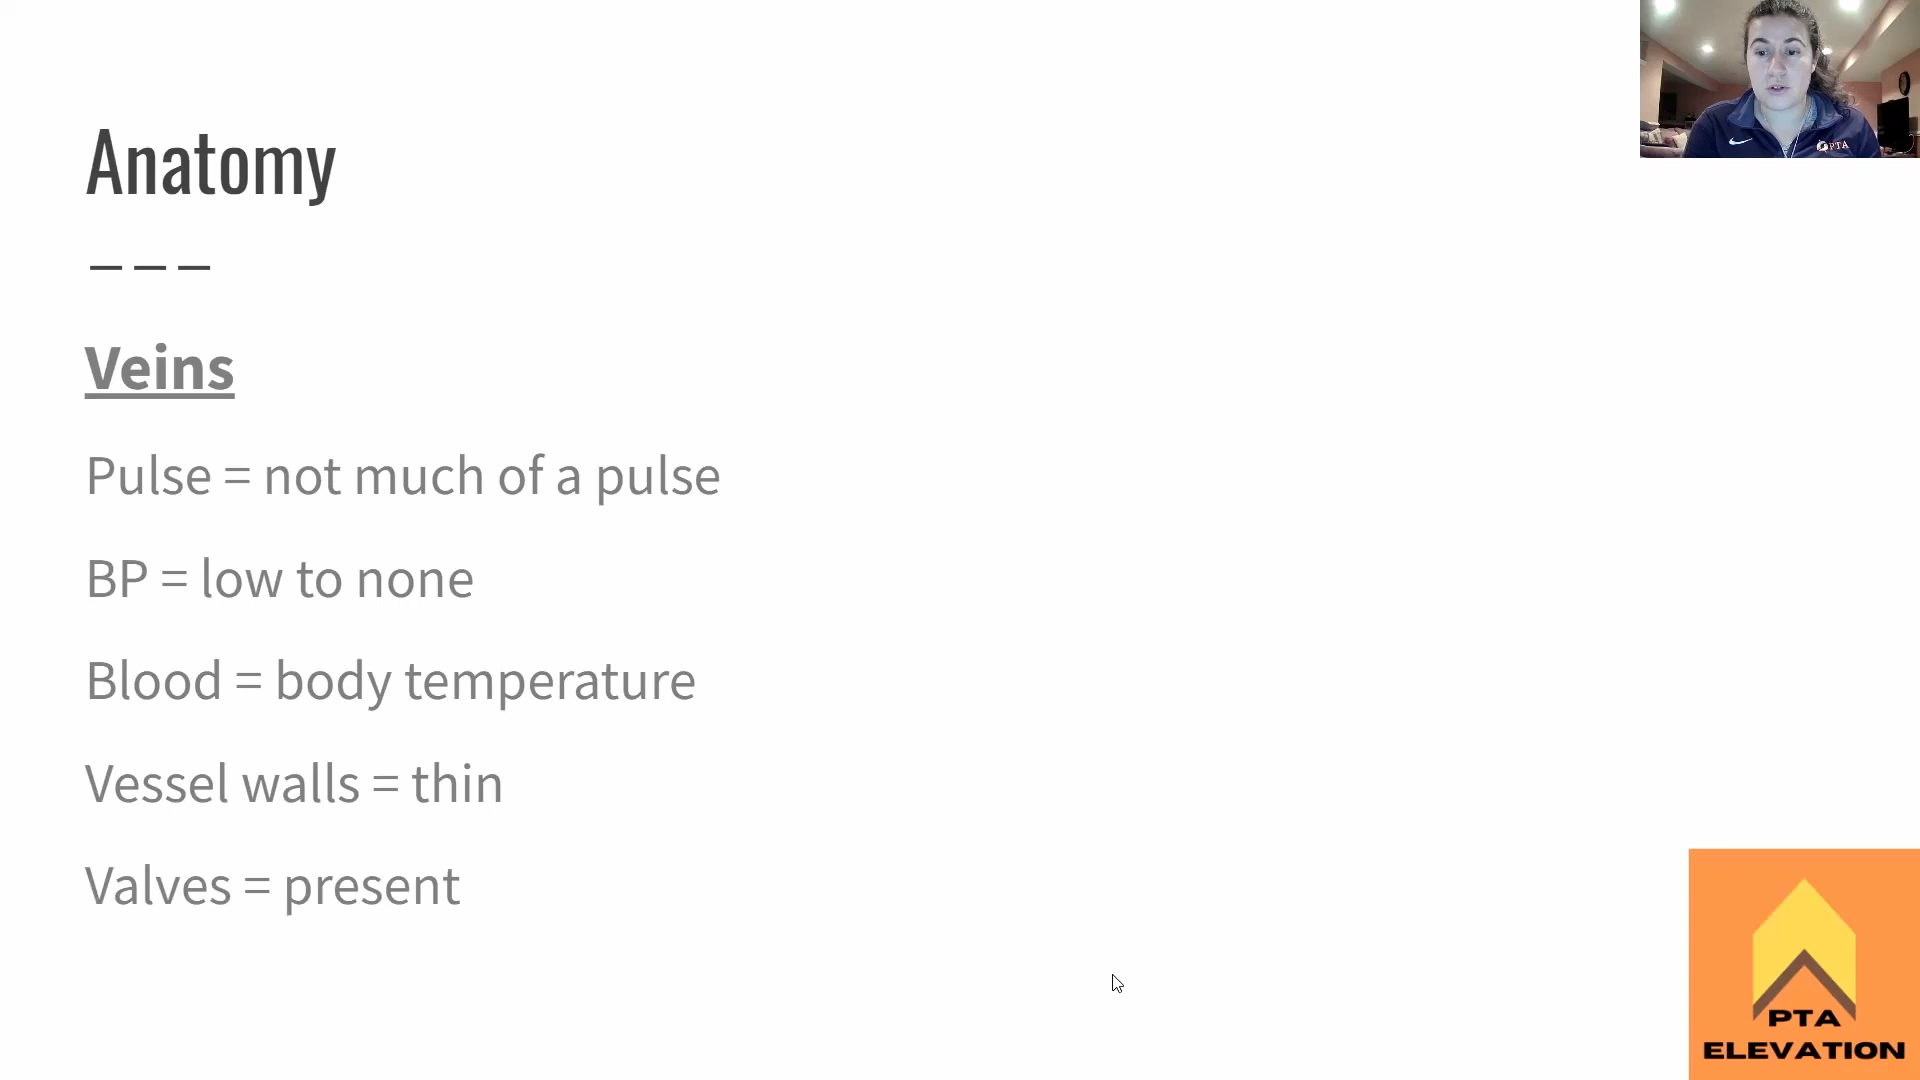 Anatomy
Veins
Pulse = not much of a pulse
BP = low to none
Blood = body temperature
Vessel walls = thin
Valves = present
PTA
PTA
ELEVATION